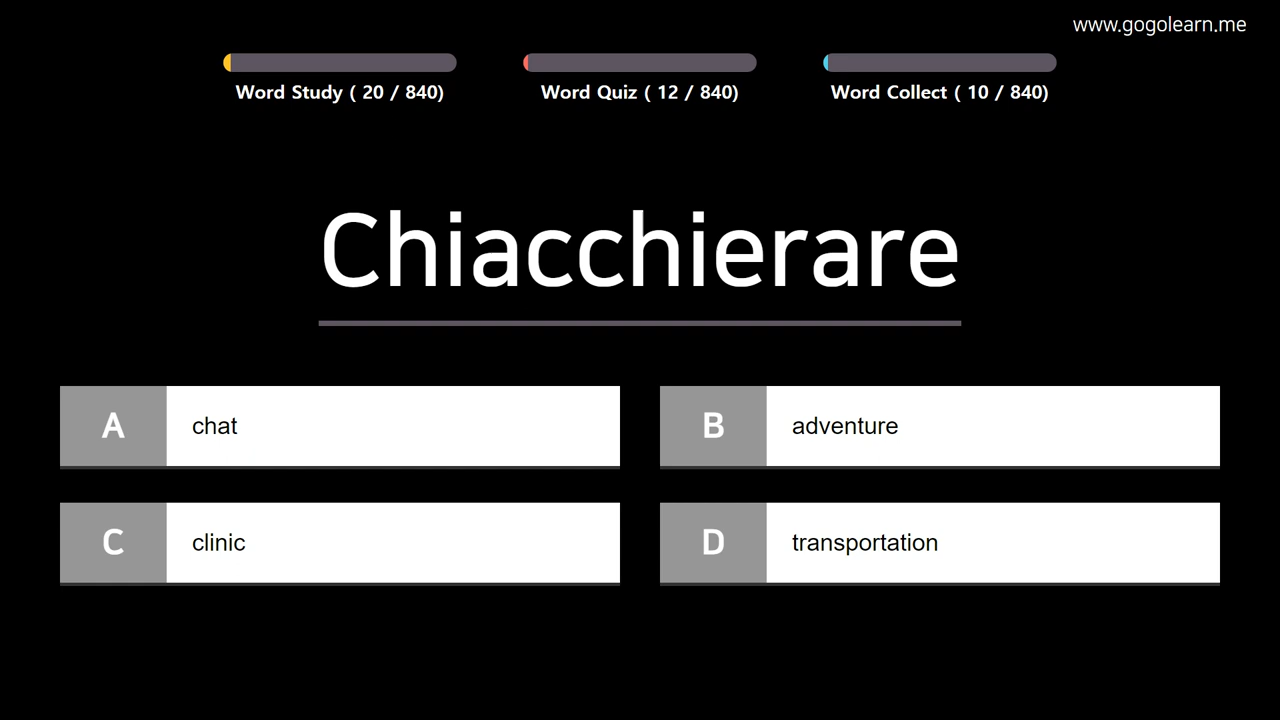 www.gogolearn.me
Word Study ( 20 / 840)
Word Quiz ( 12 / 840)
Word Collect ( 10 / 840)
Chiacchierare
A chat
B adventure
C clinic
D transportation